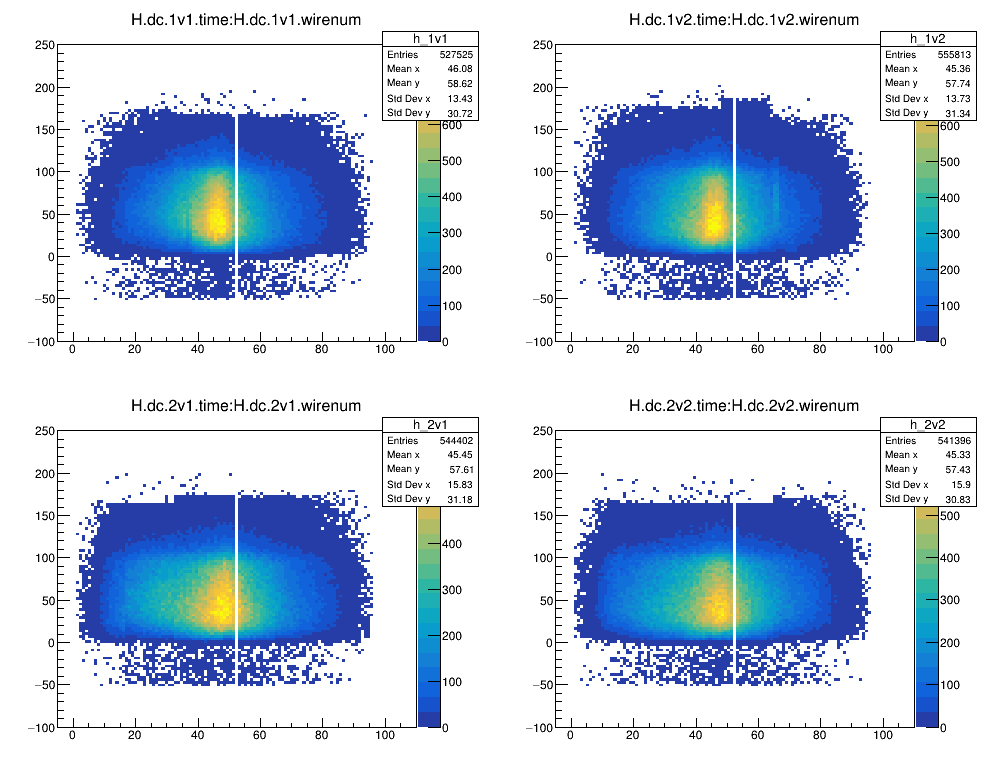 H.dc.1v1.time:H.dc.1v1.wirenum
h_1v1
Entries 527525
Mean x 46.08
Mean y 58.62
Std Dev x 13.43
Std Dev y 30.72
250
200
150
100
50
0
−50
−100
0 20 40 60 80 100
600
500
400
300
200
100
0
H.dc.1v2.time:H.dc.1v2.wirenum
h_1v2
Entries 555813
Mean x 45.36
Mean y 57.74
Std Dev x 13.73
Std Dev y 31.34
250
200
150
100
50
0
−50
−100
0 20 40 60 80 100
600
500
400
300
200
100
0
H.dc.2v1.time:H.dc.2v1.wirenum
h_2v1
Entries 544402
Mean x 45.45
Mean y 57.61
Std Dev x 15.83
Std Dev y 31.18
250
200
150
100
50
0
−50
−100
0 20 40 60 80 100
400
300
200
100
0
H.dc.2v2.time:H.dc.2v2.wirenum
h_2v2
Entries 541396
Mean x 45.33
Mean y 57.43
Std Dev x 15.9
Std Dev y 30.83
250
200
150
100
50
0
−50
−100
0 20 40 60 80 100
500
400
300
200
100
0